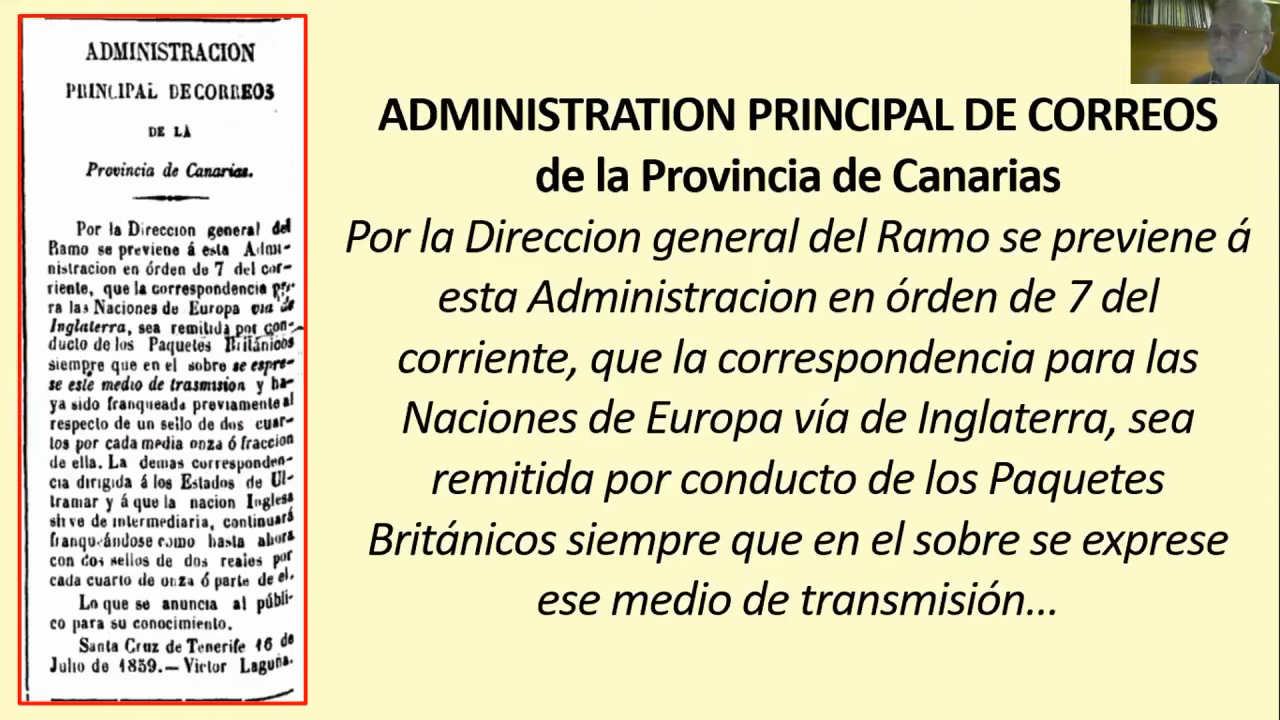 ADMINISTRACION
PRINCIPAL DE CORREOS
DE LA
Provincia de Canarias.
Por la Direccion general del
Ramo se previene á esta Admi-
nistracion en órden de 7 del cor-
riente, que la correspondencia pa-
ra las Naciones de Europa via de
Inglaterra, sea remitida por con-
ducto de los Paquetes Británicos
siempre que en el sobre se espre-
se este medio de trasmision y ha-
ya sido franqueada previamente al
respecto de un sello de dos cuar-
tos por cada media onza ó fraccion
de ella. La demas corresponden-
cia dirigida á los Estados de Ul-
tramar y á que la nacion Inglesa
sirve de intermediaria, continuará
franqueándose como hasta ahora
con dos sellos de dos reales por
cada cuarto de onza ó parte de el.
Lo que se anuncia al públi-
co para su conocimiento.
Santa Cruz de Tenerife 16 de
Julio de 1859.— Victor Laguna.
ADMINISTRATION PRINCIPAL DE CORREOS
de la Provincia de Canarias
Por la Direccion general del Ramo se previene á
esta Administracion en órden de 7 del
corriente, que la correspondencia para las
Naciones de Europa vía de Inglaterra, sea
remitida por conducto de los Paquetes
Británicos siempre que en el sobre se exprese
ese medio de transmisión...